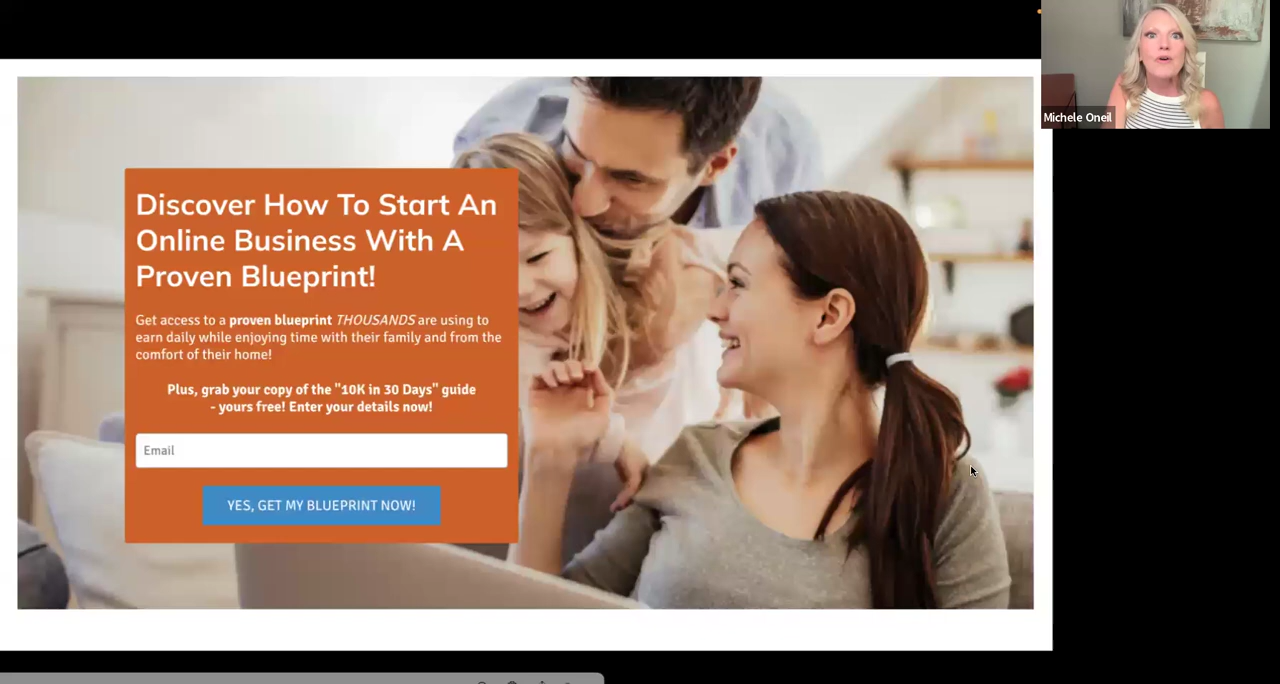 Michele Oneil
Discover How To Start An
Online Business With A
Proven Blueprint!
Get access to a proven blueprint THOUSANDS are using to
earn daily while enjoying time with their family and from the
comfort of their home!
Plus, grab your copy of the "10K in 30 Days" guide
- yours free! Enter your details now!
Email
YES, GET MY BLUEPRINT NOW!